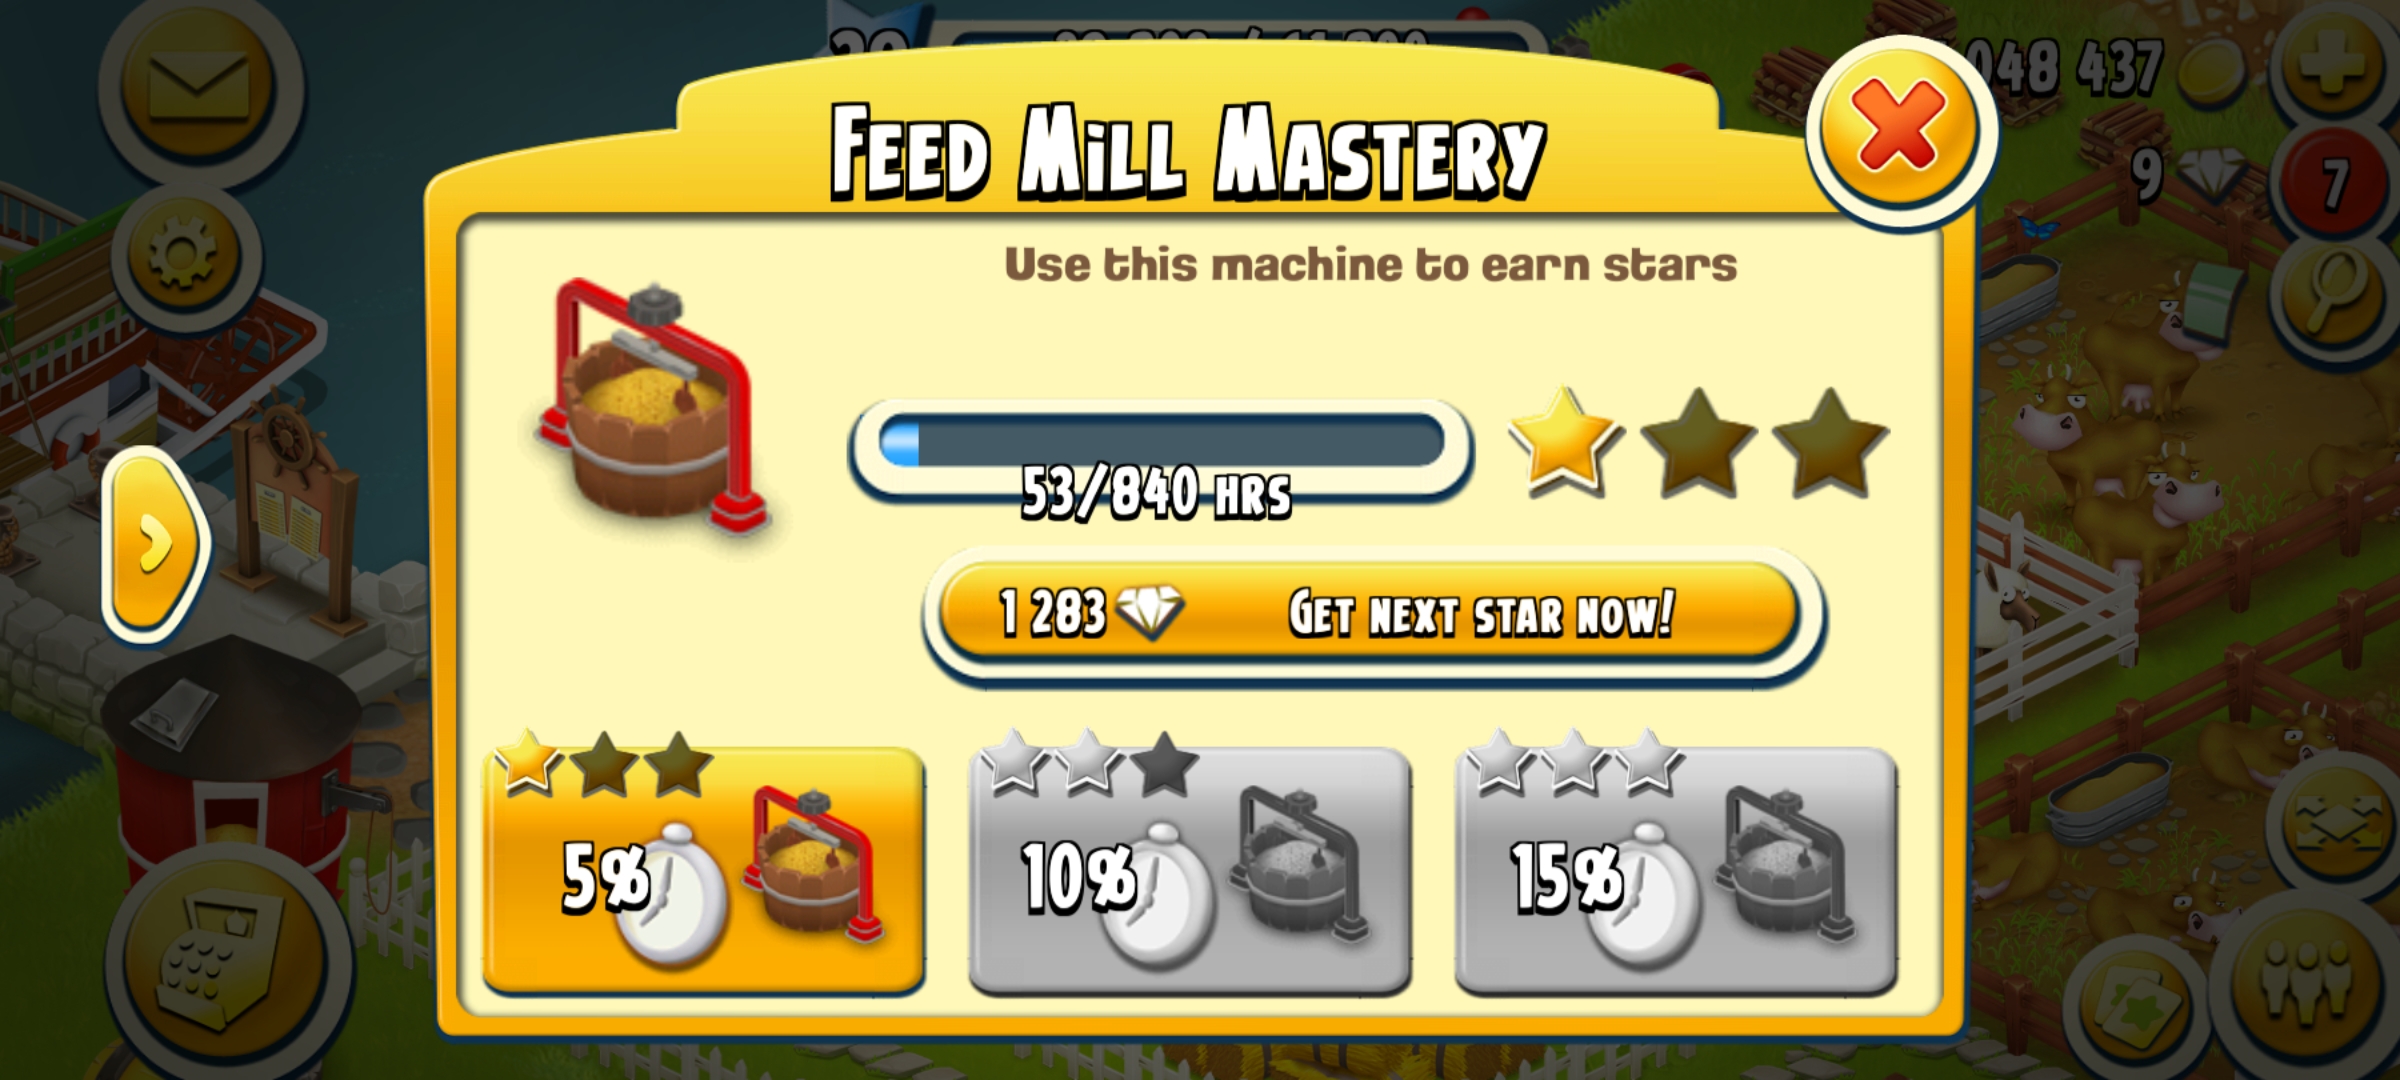 048 437
FEED MiLL MASTERY
9
7
Use this machine to earn stars
53/840 HRS
1 283
GET NEXT STAR NOW!
5%
10%
15%